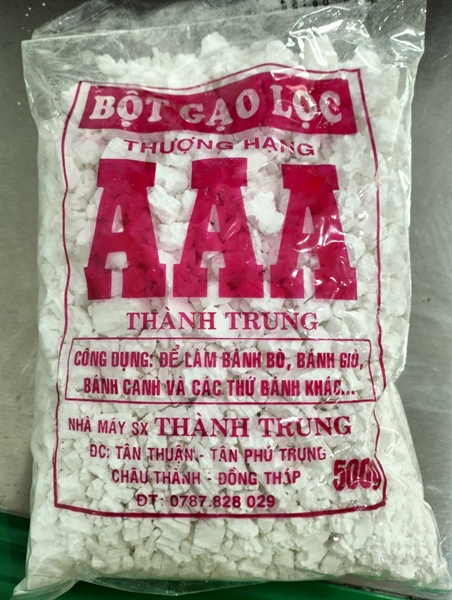 BỘT GẠO LỌC
THƯỢNG HẠNG
AAA
THÀNH TRUNG
CÔNG DỤNG: ĐỂ LÀM BÁNH BÒ, BÁNH GIÒ,
BÁNH CANH VÀ CÁC THỨ BÁNH KHÁC...
NHÀ MÁY SX THÀNH TRUNG
ĐC: TÂN THUẬN - TÂN PHÚ TRUNG
CHÂU THÀNH - ĐỒNG THÁP
500g
ĐT: 0787.828 029